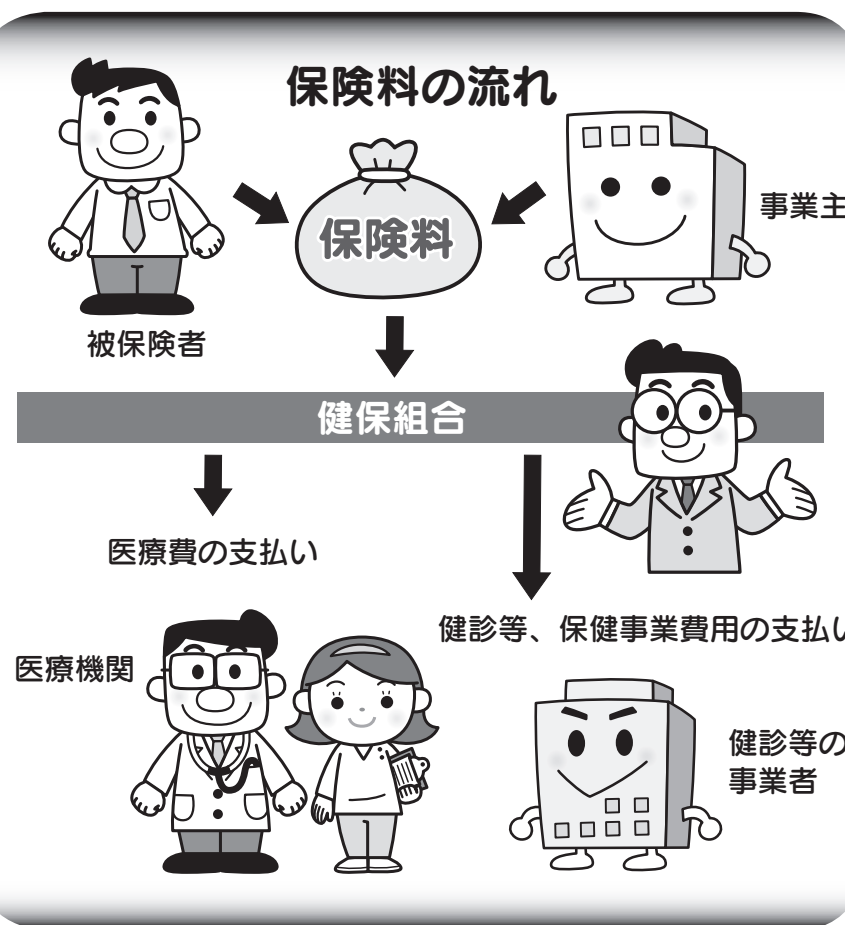 保険料の流れ
保険料
事業主
被保険者
健保組合
医療費の支払い
健診等、保健事業費用の支払い
医療機関
健診等の
事業者